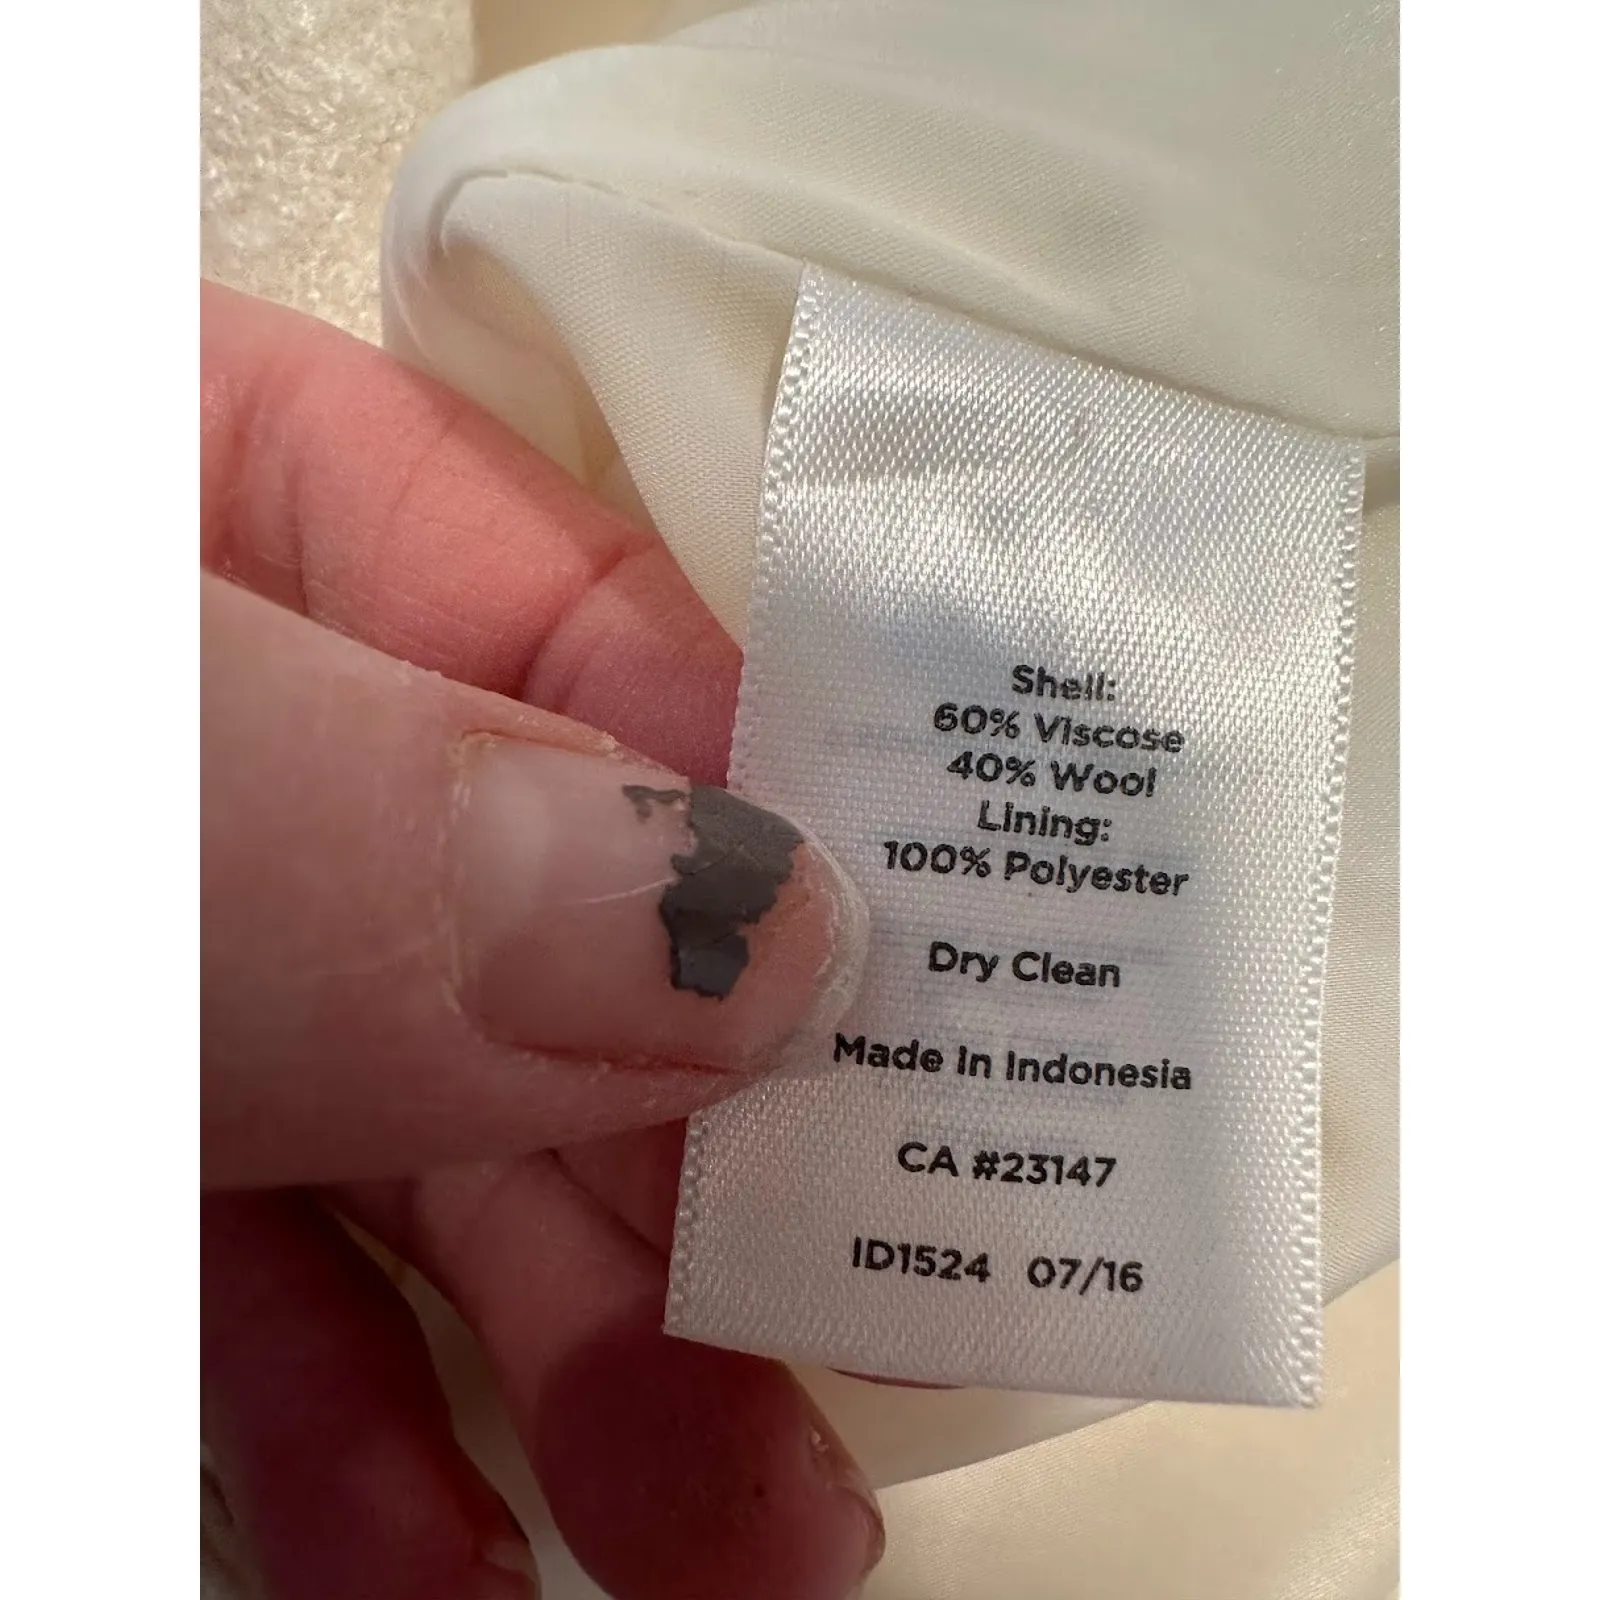 Shell:
60% Viscose
40% Wool
Lining:
100% Polyester
Dry Clean
Made In Indonesia
CA #23147
ID1524 07/16